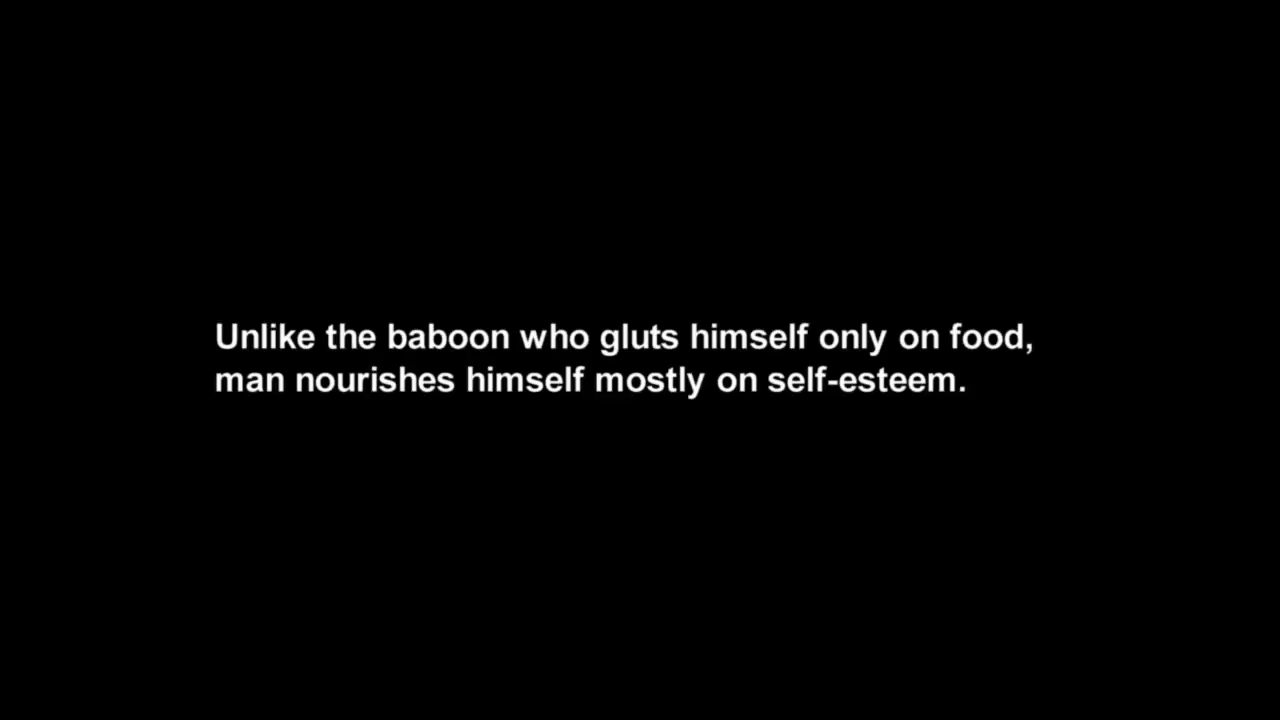 Unlike the baboon who gluts himself only on food,
man nourishes himself mostly on self-esteem.